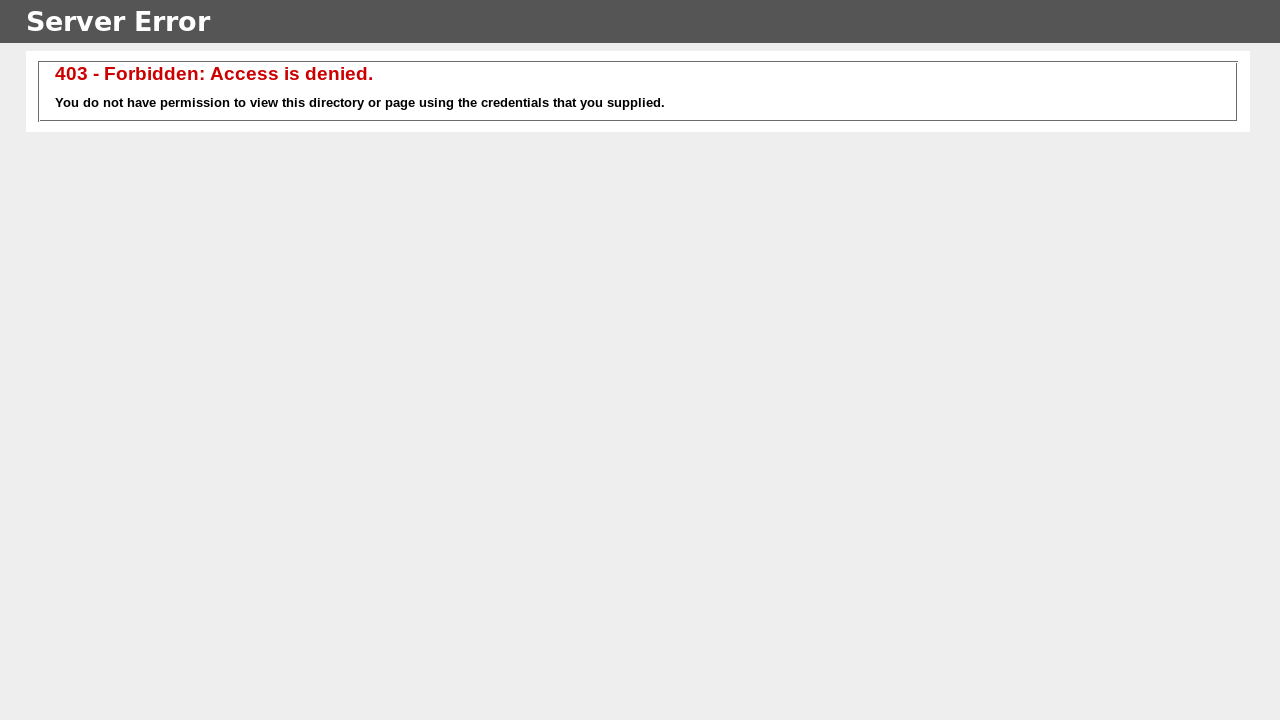 Server Error
403 - Forbidden: Access is denied.
You do not have permission to view this directory or page using the credentials that you supplied.